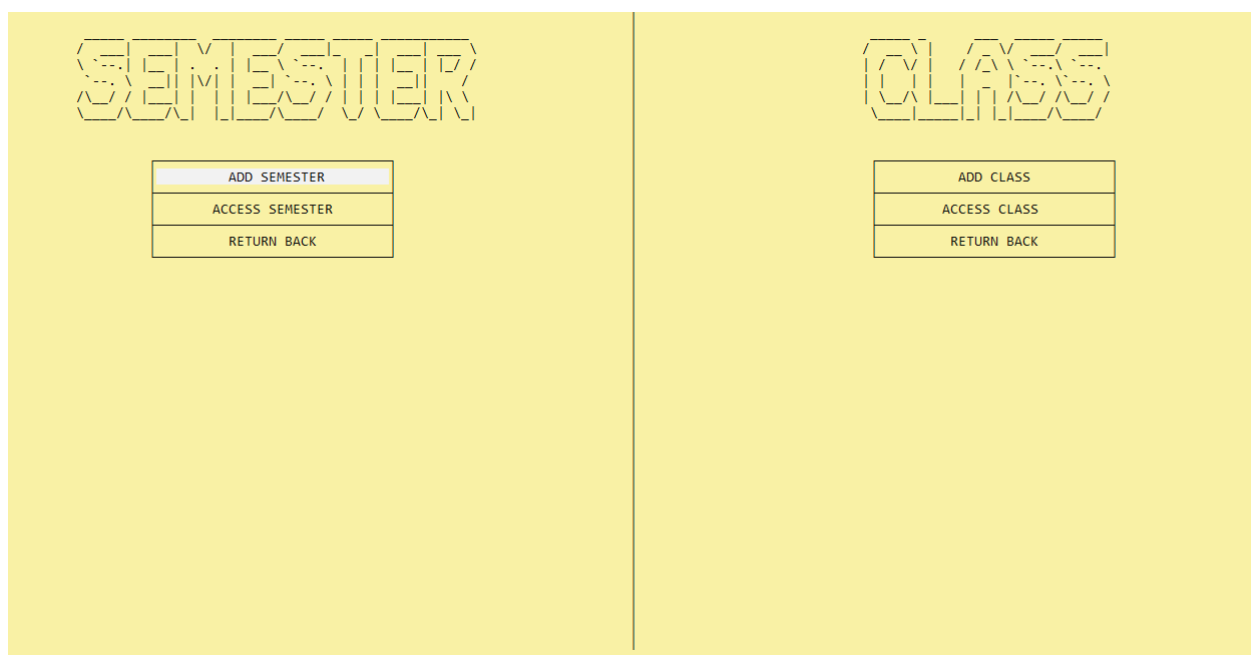 SEMESTER
ADD SEMESTER
ACCESS SEMESTER
RETURN BACK
CLASS
ADD CLASS
ACCESS CLASS
RETURN BACK